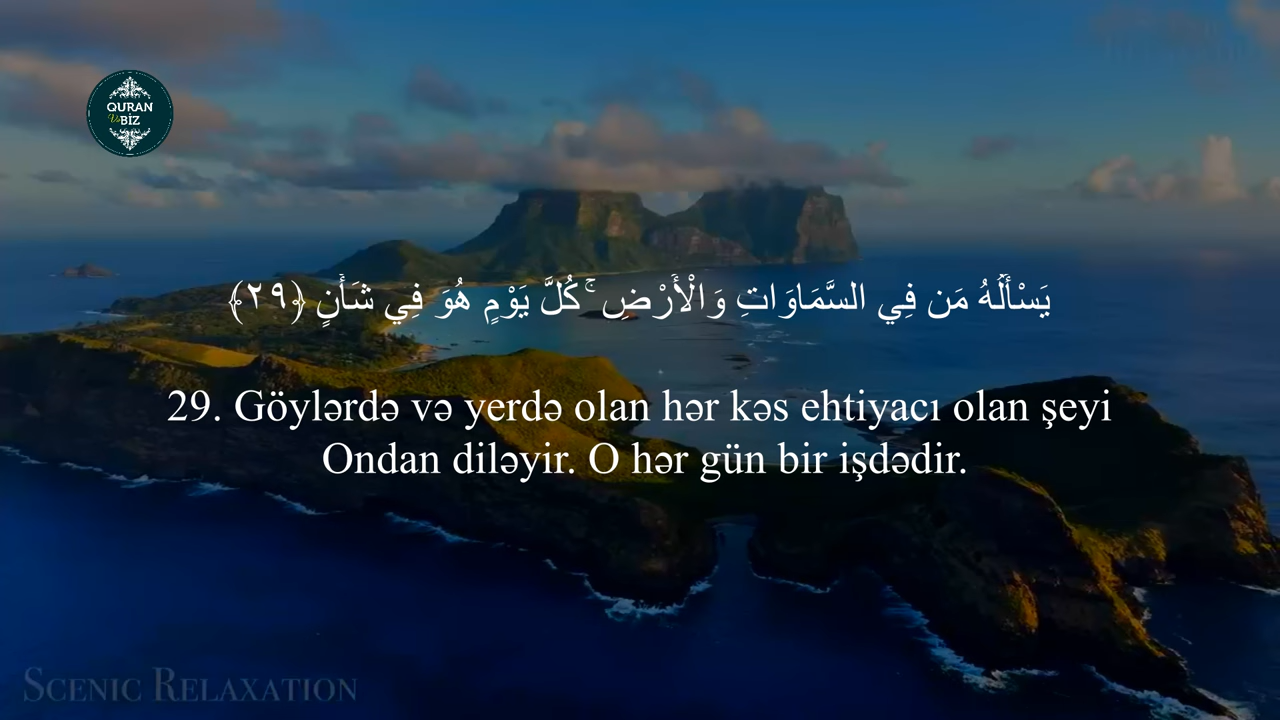 QURAN
Və
BİZ
يَسْأَلُهُ مَن فِي السَّمَاوَاتِ وَالْأَرْضِ ۚ كُلَّ يَوْمٍ هُوَ فِي شَأْنٍ ﴿٢٩﴾
29. Göylərdə və yerdə olan hər kəs ehtiyacı olan şeyi
Ondan diləyir. O hər gün bir işdədir.
SCENIC RELAXATION